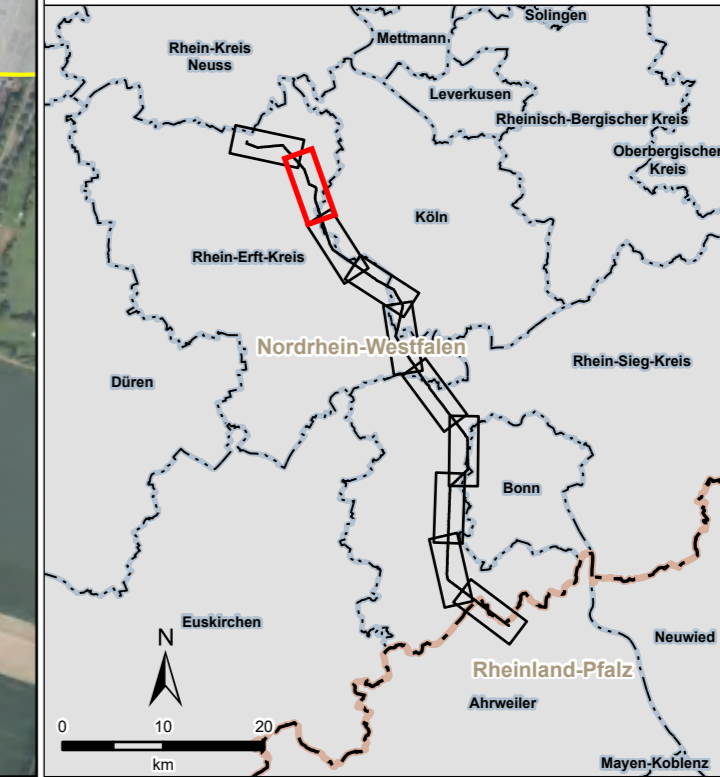 Solingen
Mettmann
Rhein-Kreis
Neuss
Leverkusen
Rheinisch-Bergischer Kreis
Oberbergischer
Kreis
Köln
Rhein-Erft-Kreis
Nordrhein-Westfalen
Rhein-Sieg-Kreis
Düren
Bonn
Euskirchen
N
Neuwied
Rheinland-Pfalz
Ahrweiler
0 10 20
km
Mayen-Koblenz